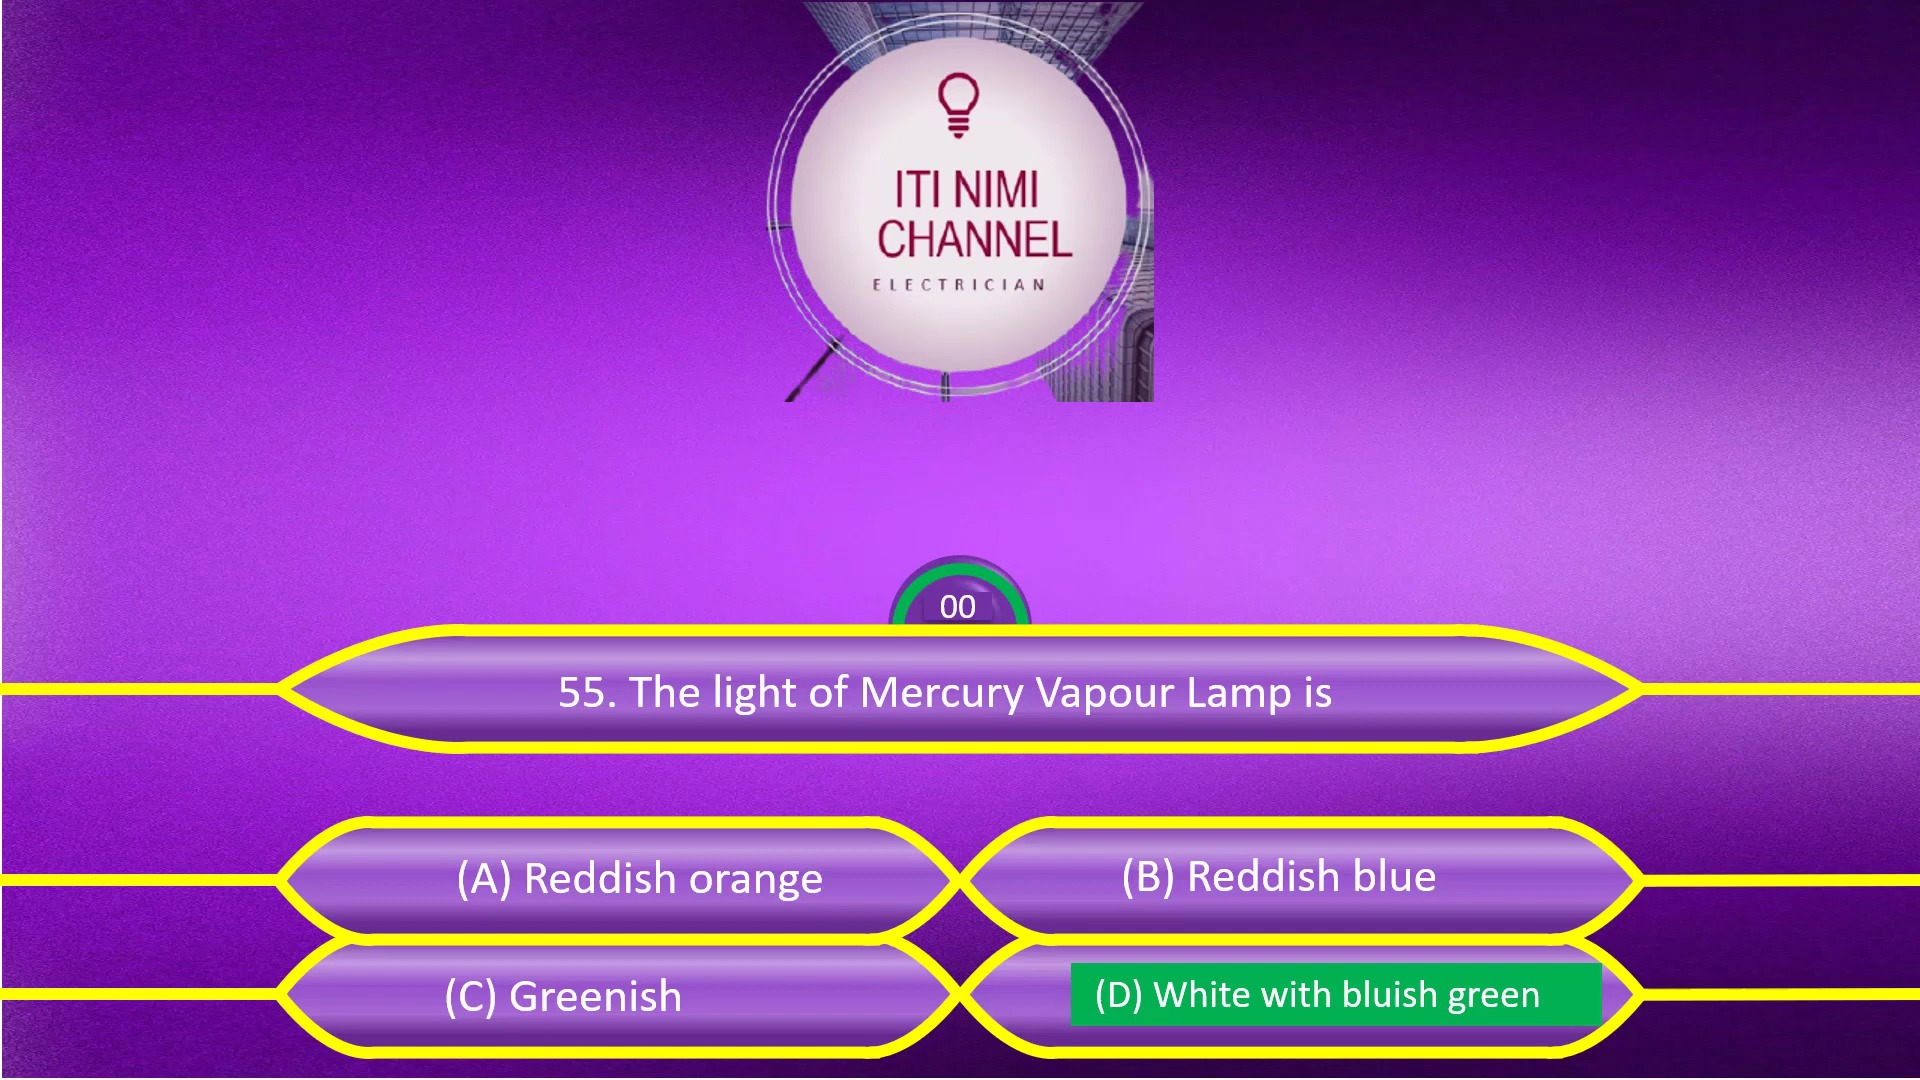 ITI NIMI
CHANNEL
ELECTRICIAN
00
55. The light of Mercury Vapour Lamp is
(A) Reddish orange
(B) Reddish blue
(C) Greenish
(D) White with bluish green